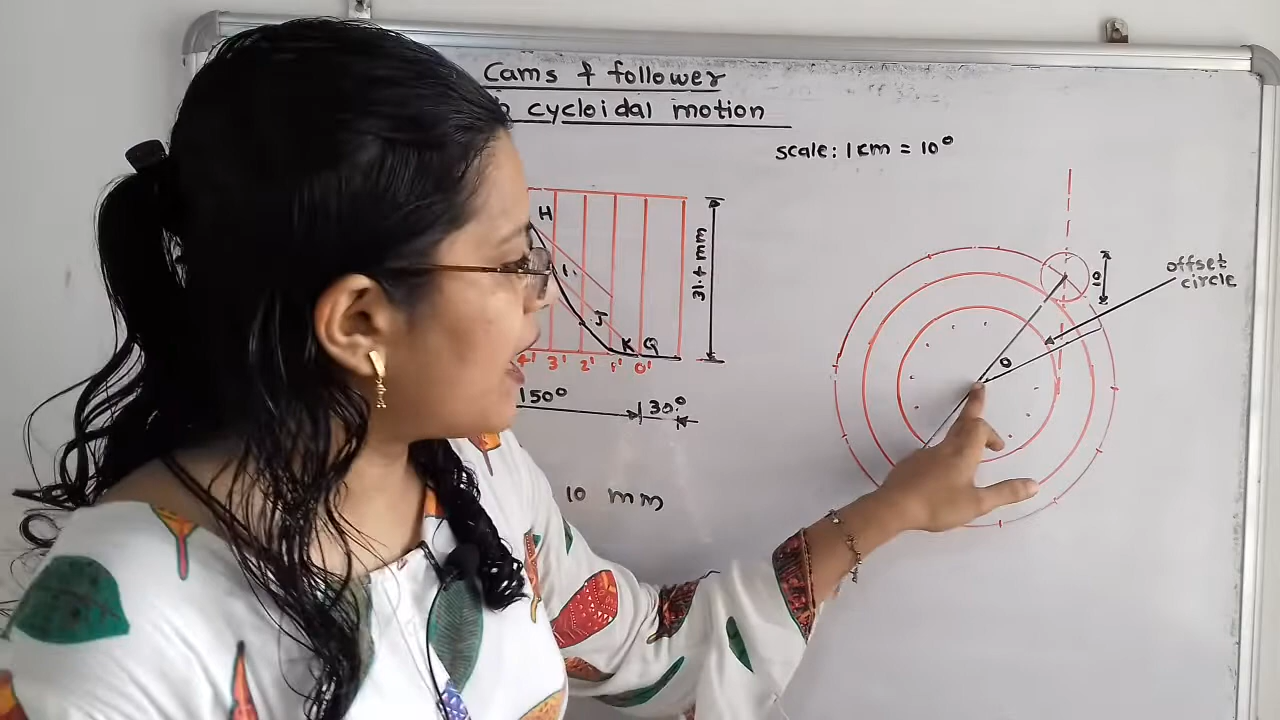 Cams & follower
cycloidal motion
scale: 1cm = 10°
H
I
J
K G
3' 2' 1' 0'
31.4 mm
150° 30°
10 mm
10
offset
circle
θ